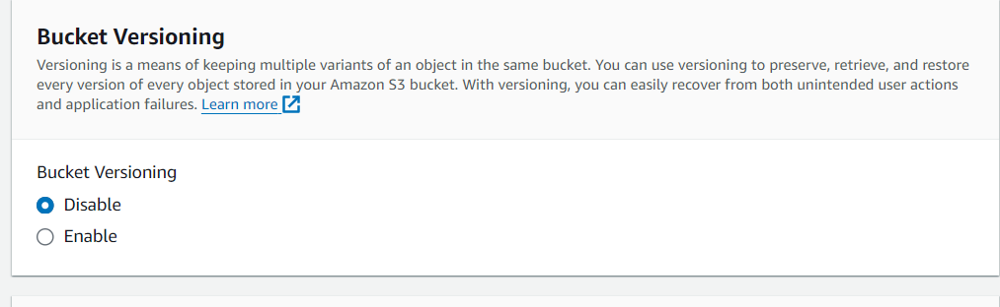 Bucket Versioning
Versioning is a means of keeping multiple variants of an object in the same bucket. You can use versioning to preserve, retrieve, and restore
every version of every object stored in your Amazon S3 bucket. With versioning, you can easily recover from both unintended user actions
and application failures. Learn more
Bucket Versioning
Disable
Enable